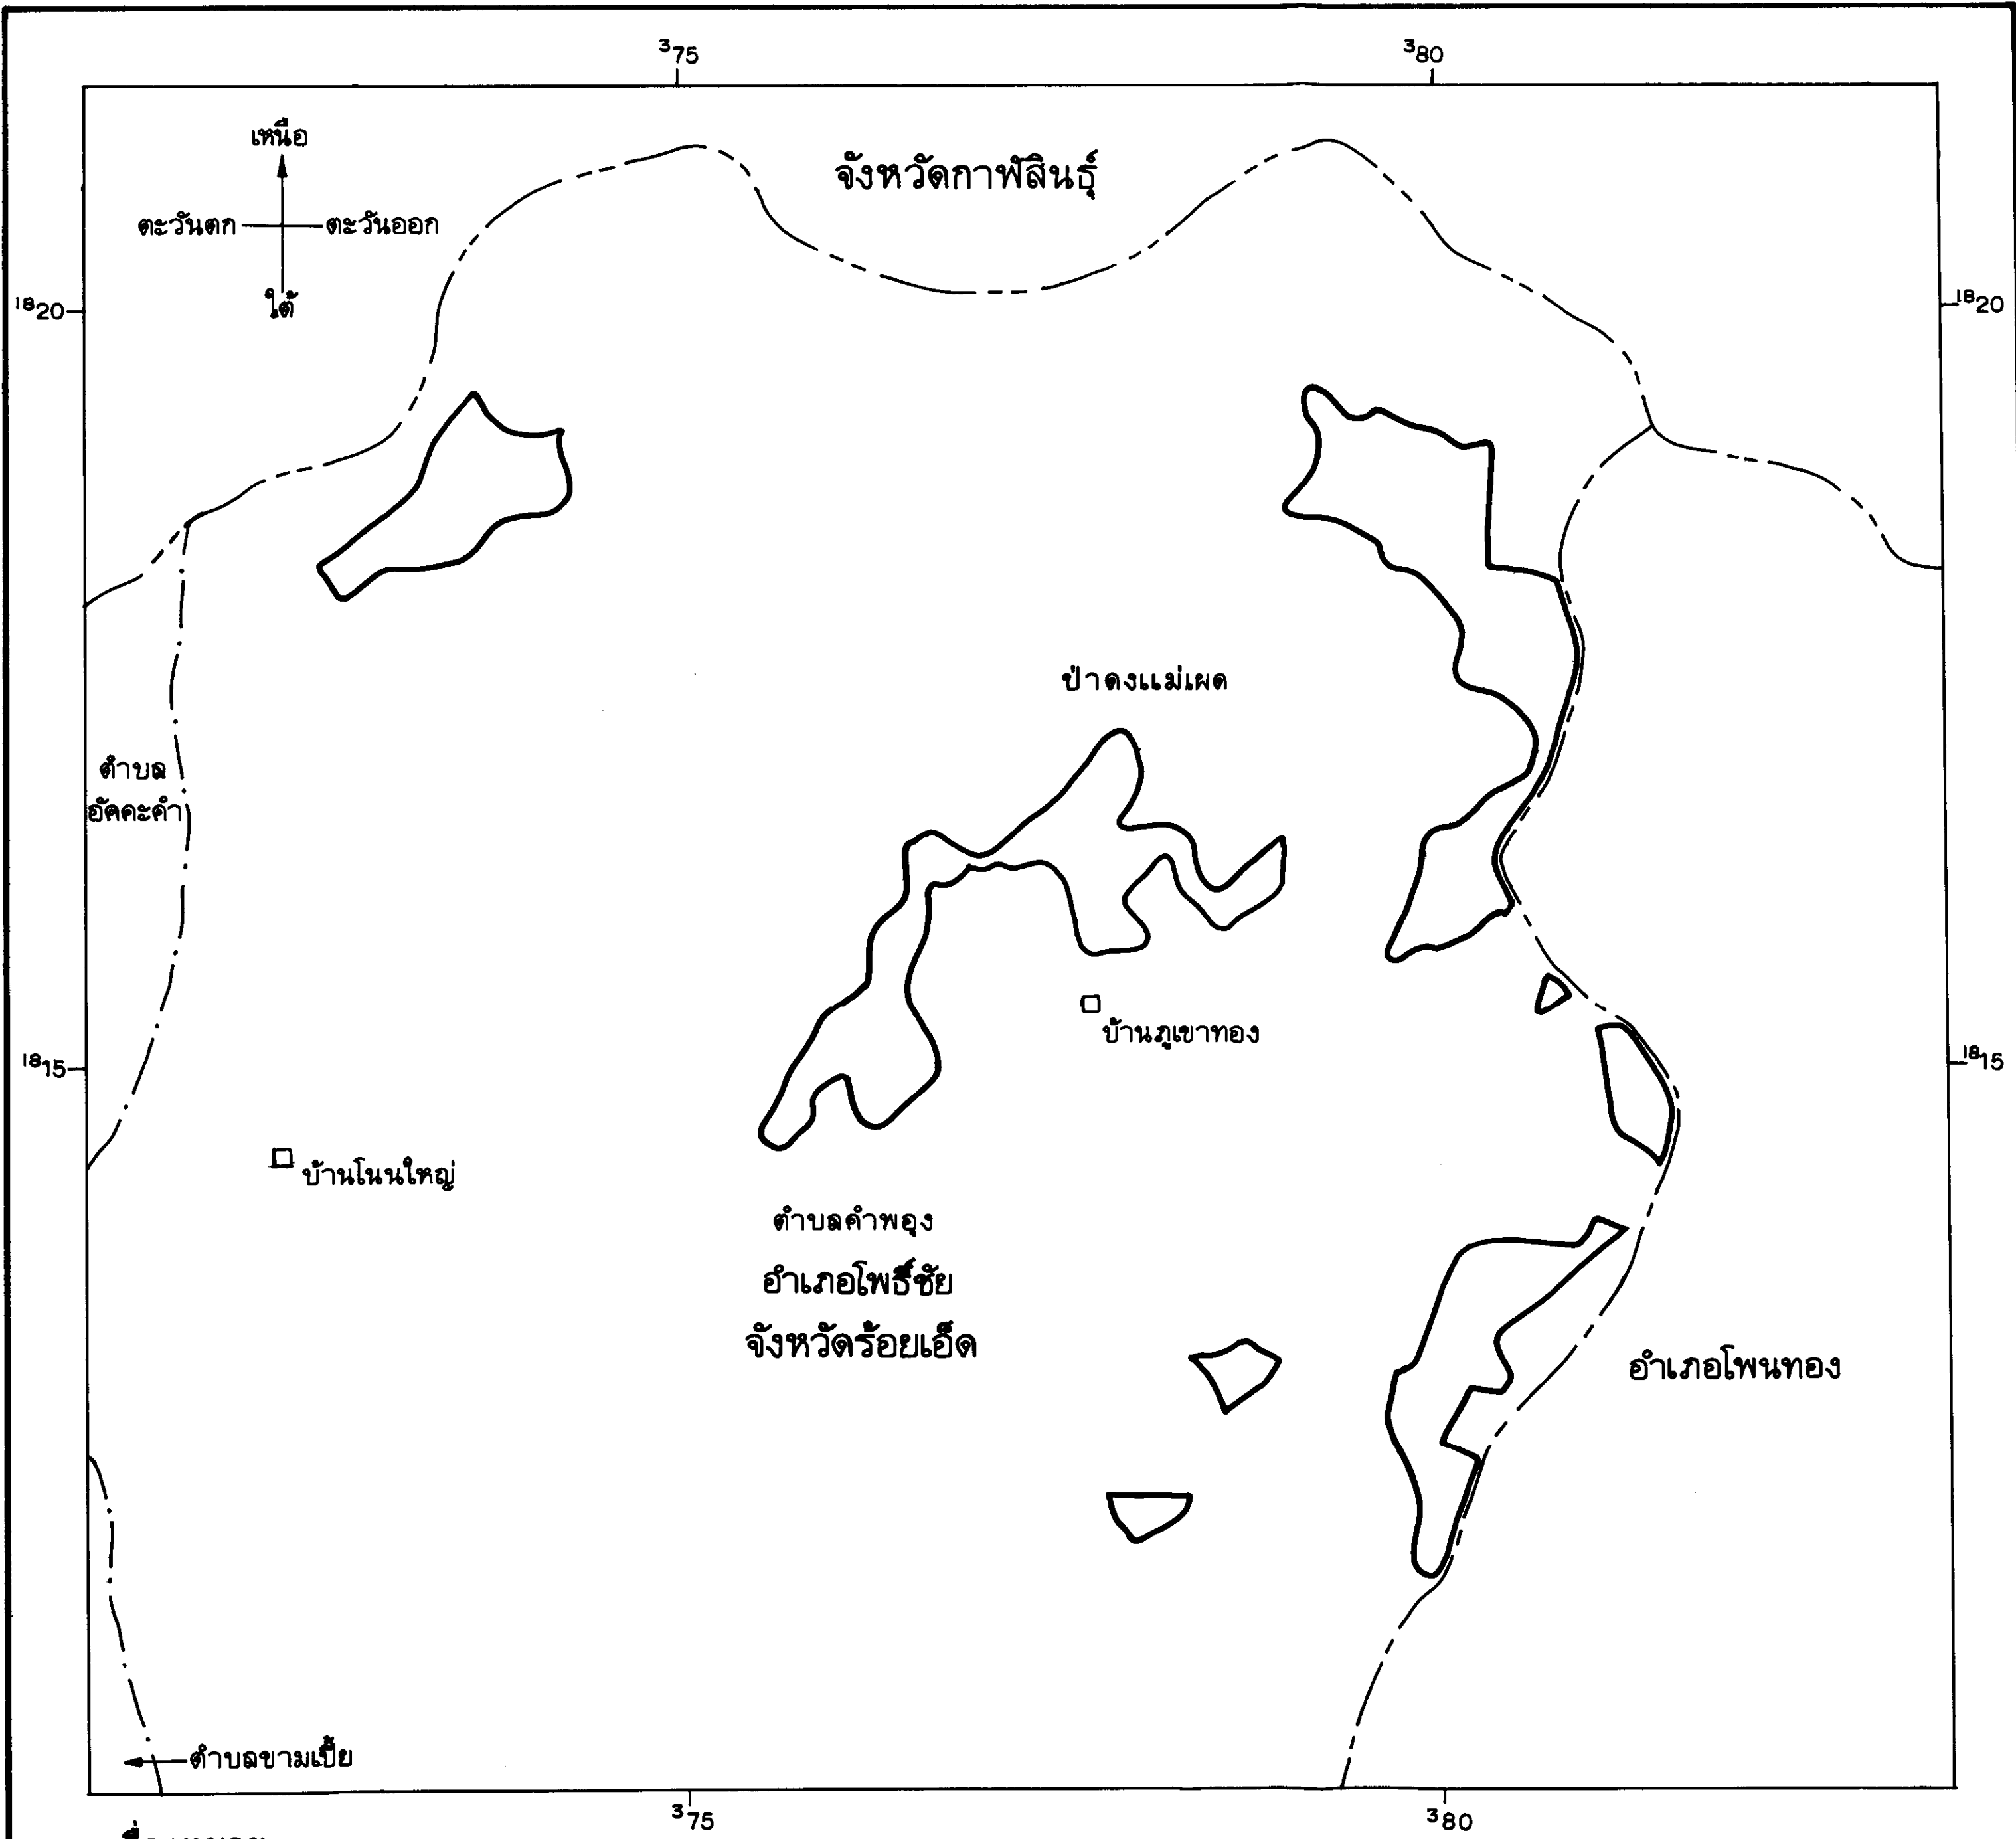 ³75 ³80
เหนือ
จังหวัดกาฬสินธุ์
ตะวันตก ตะวันออก
ใต้
¹⁸20 ¹⁸20
ป่าดงแม่เผด
ตำบล
อัคคะคำ
บ้านภูเขาทอง
¹⁸15 ¹⁸15
บ้านโนนใหญ่
ตำบลคำพอุง
อำเภอโพธิ์ชัย
จังหวัดร้อยเอ็ด
อำเภอโพนทอง
ตำบลขามเปี้ย
³75 ³80